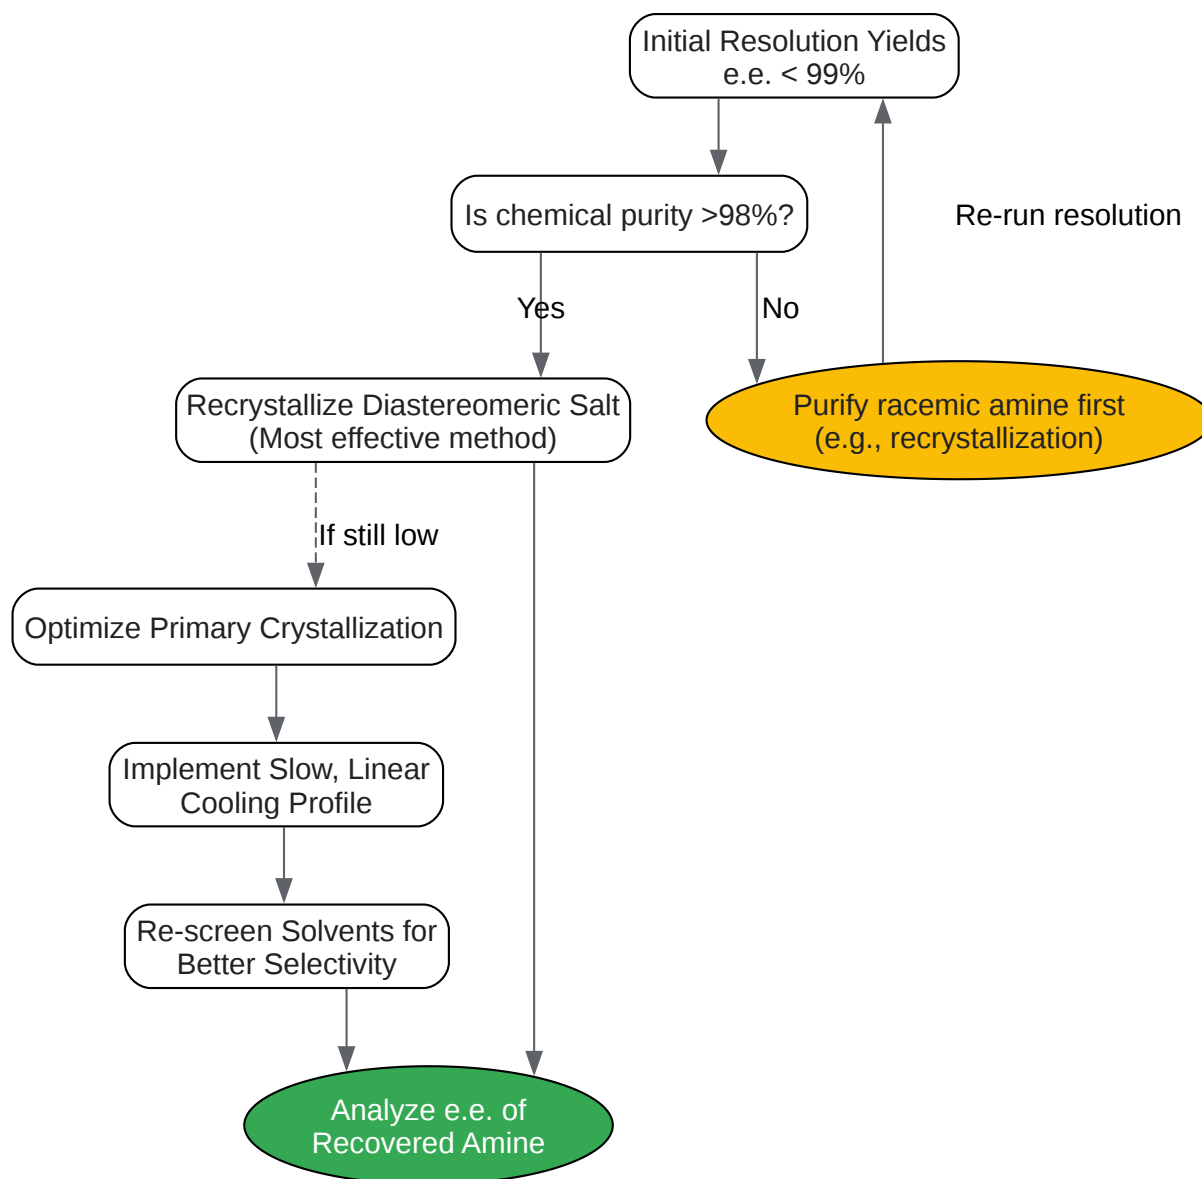 Initial Resolution Yields
e.e. < 99%
Is chemical purity >98%?
Re-run resolution
Yes
No
Recrystallize Diastereomeric Salt
(Most effective method)
Purify racemic amine first
(e.g., recrystallization)
If still low
Optimize Primary Crystallization
Implement Slow, Linear
Cooling Profile
Re-screen Solvents for
Better Selectivity
Analyze e.e. of
Recovered Amine